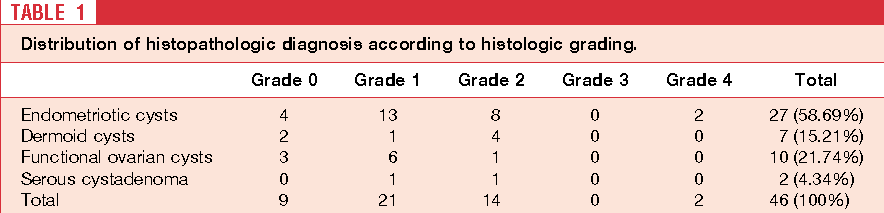 TABLE 1
Distribution of histopathologic diagnosis according to histologic grading.
Grade 0 Grade 1 Grade 2 Grade 3 Grade 4 Total
Endometriotic cysts 4 13 8 0 2 27 (58.69%)
Dermoid cysts 2 1 4 0 0 7 (15.21%)
Functional ovarian cysts 3 6 1 0 0 10 (21.74%)
Serous cystadenoma 0 1 1 0 0 2 (4.34%)
Total 9 21 14 0 2 46 (100%)